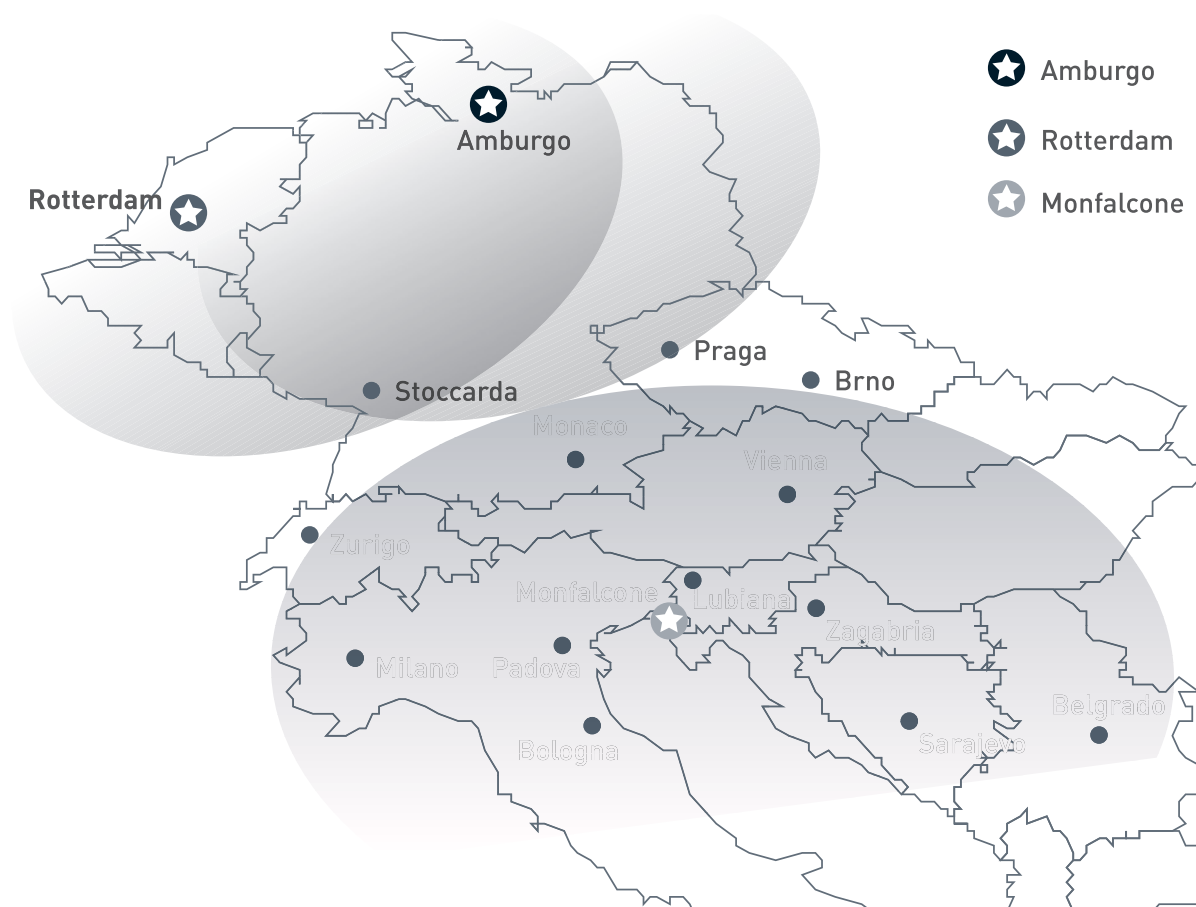 Amburgo
Amburgo
Rotterdam
Rotterdam
Monfalcone
Praga
Brno
Stoccarda
Monaco
Vienna
Zurigo
Monfalcone
Lubiana
Zagabria
Milano
Padova
Belgrado
Bologna
Sarajevo